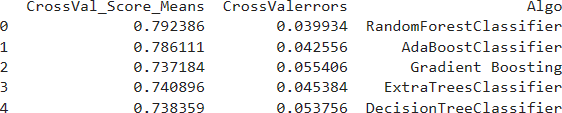 CrossVal_Score_Means CrossValerrors Algo
0 0.792386 0.039934 RandomForestClassifier
1 0.786111 0.042556 AdaBoostClassifier
2 0.737184 0.055406 Gradient Boosting
3 0.740896 0.045384 ExtraTreesClassifier
4 0.738359 0.053756 DecisionTreeClassifier